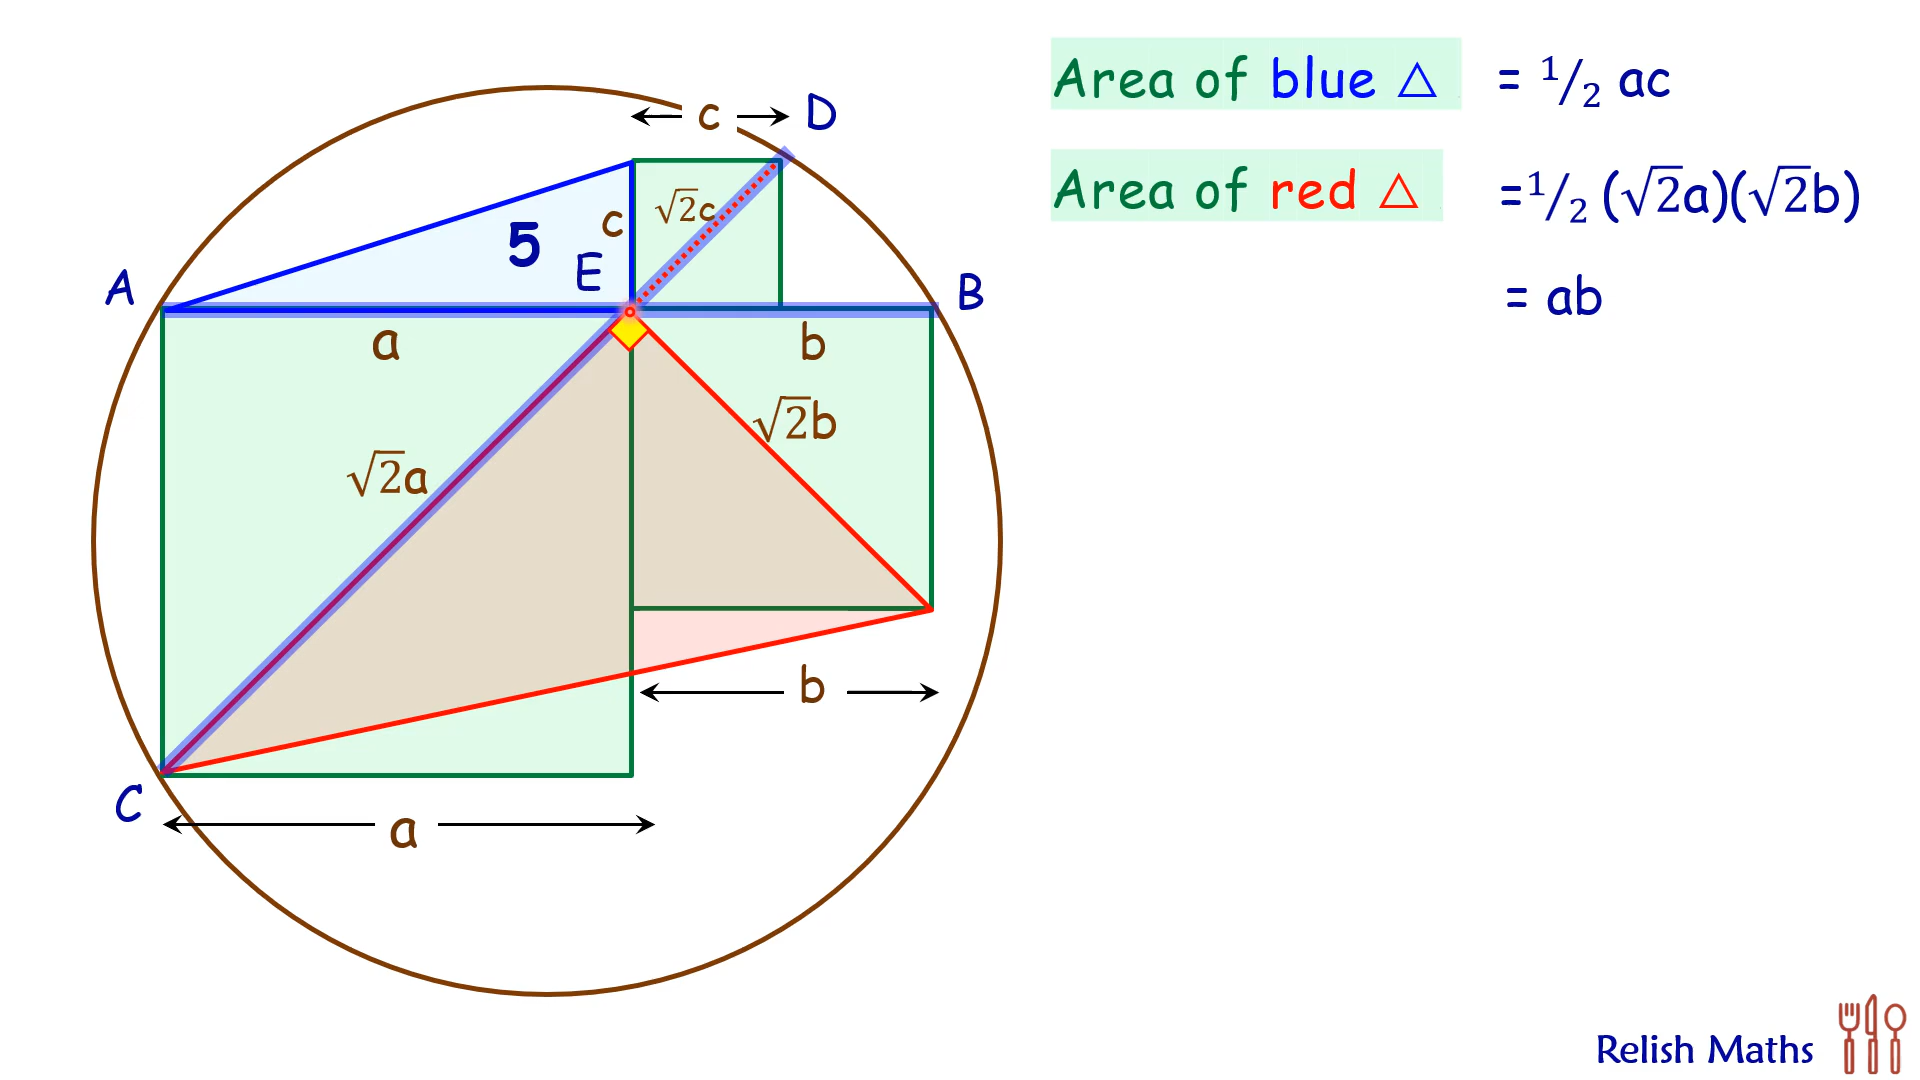 Area of blue △ = ¹/₂ ac
Area of red △ =¹/₂ (√2a)(√2b)
= ab
c
D
√2c
c
5
E
A
B
a
b
√2b
√2a
b
C
a
Relish Maths